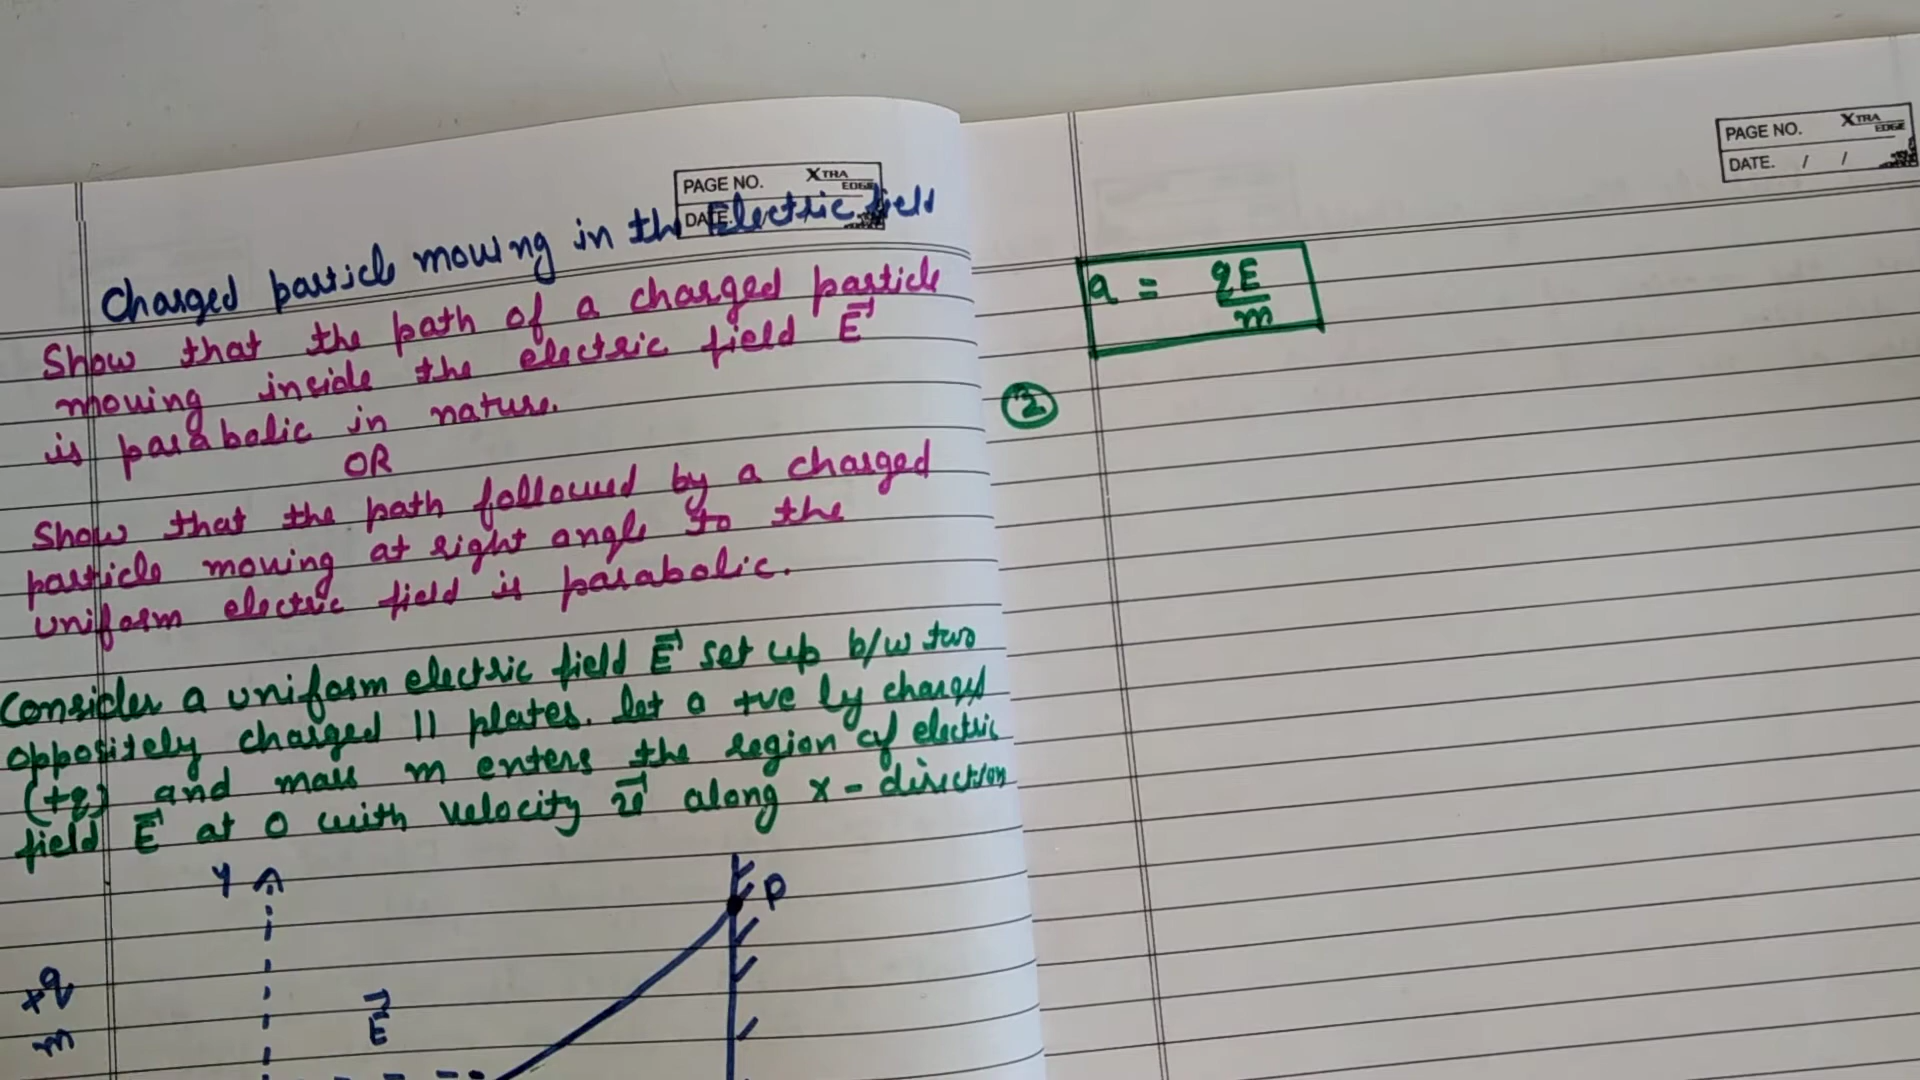 PAGE NO. XTRA EDGE
DATE.
Charged particle moving in the Electric field
Show that the path of a charged particle
moving inside the electric field E⃗
is parabolic in nature.
OR
Show that the path followed by a charged
particle moving at right angle to the
uniform electric field is parabolic.
Consider a uniform electric field E⃗ set up b/w two
oppositely charged || plates. let a +ve ly charged
(+q) and mass m enters the region of electric
field E⃗ at O with velocity v⃗ along x-direction
Y
P
+q
m
E⃗
PAGE NO. XTRA EDGE
DATE. / /
a = qE/m
2